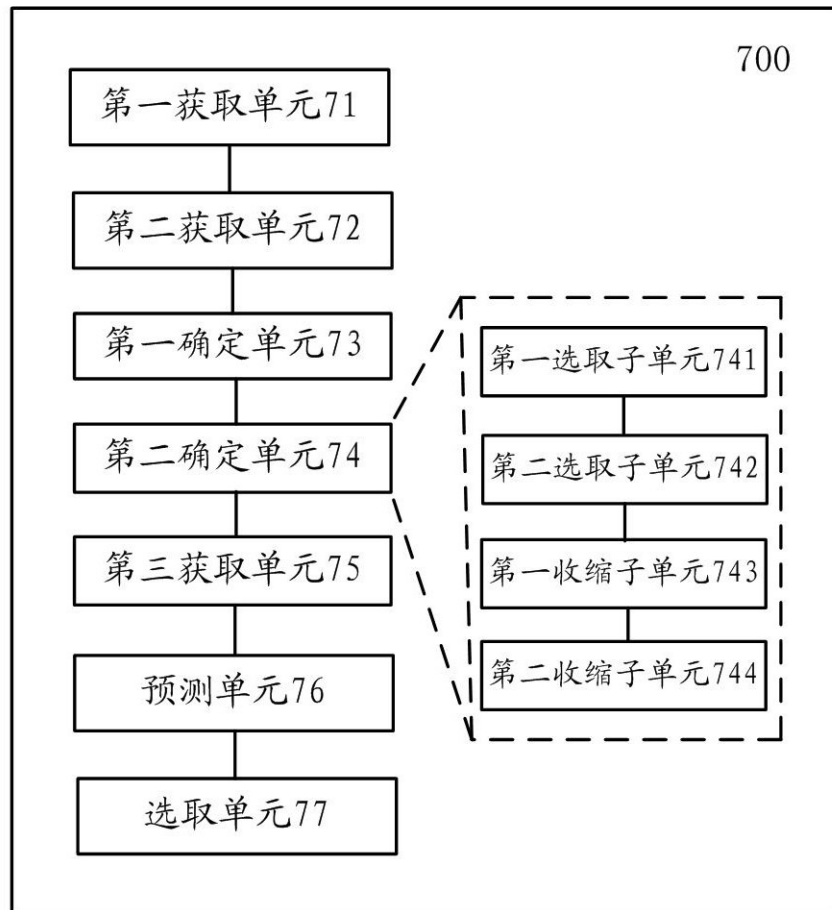 700
第一获取单元71
第二获取单元72
第一确定单元73
第二确定单元74
第三获取单元75
预测单元76
选取单元77
第一选取子单元741
第二选取子单元742
第一收缩子单元743
第二收缩子单元744